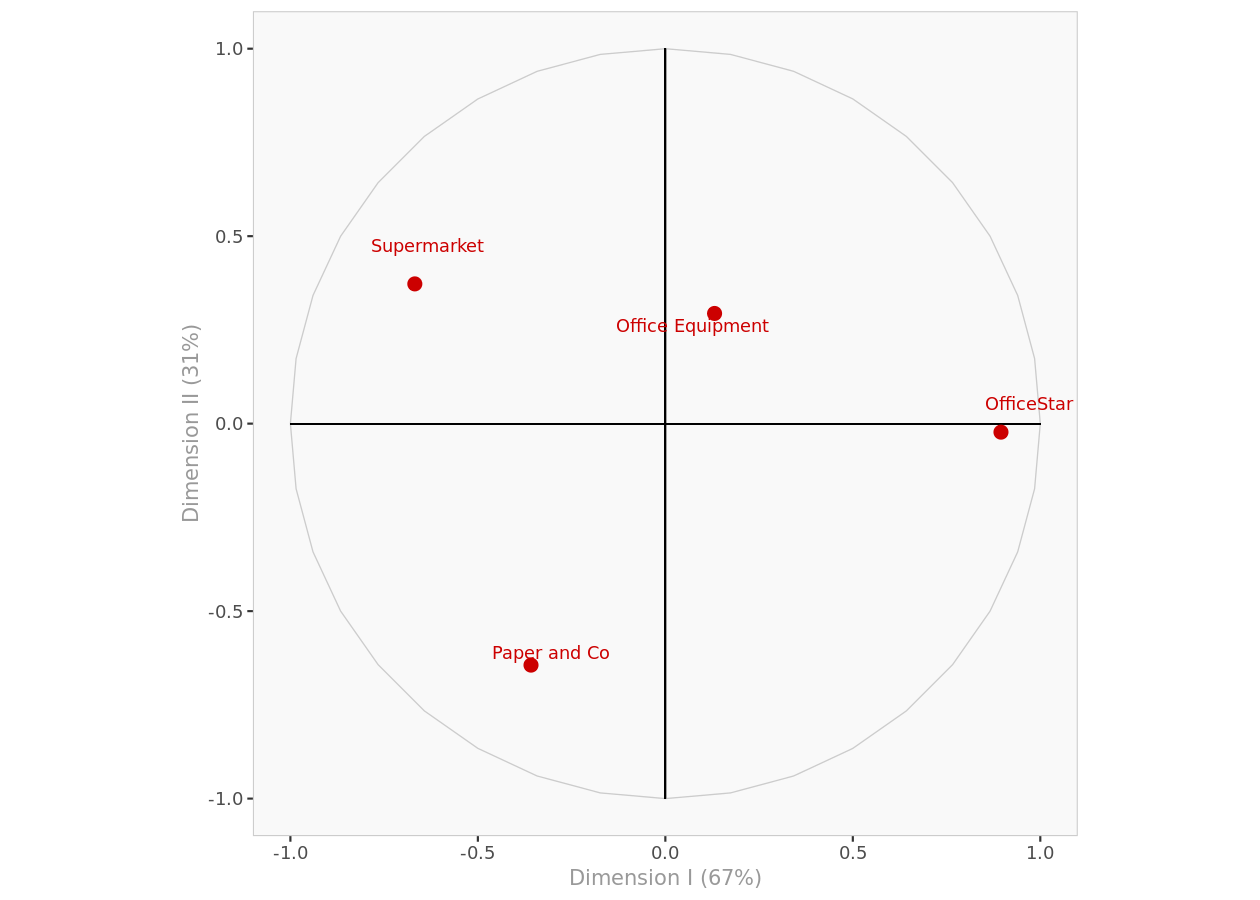 1.0
0.5
0.0
-0.5
-1.0
Dimension II (31%)
Supermarket
Office Equipment
OfficeStar
Paper and Co
-1.0
-0.5
0.0
0.5
1.0
Dimension I (67%)